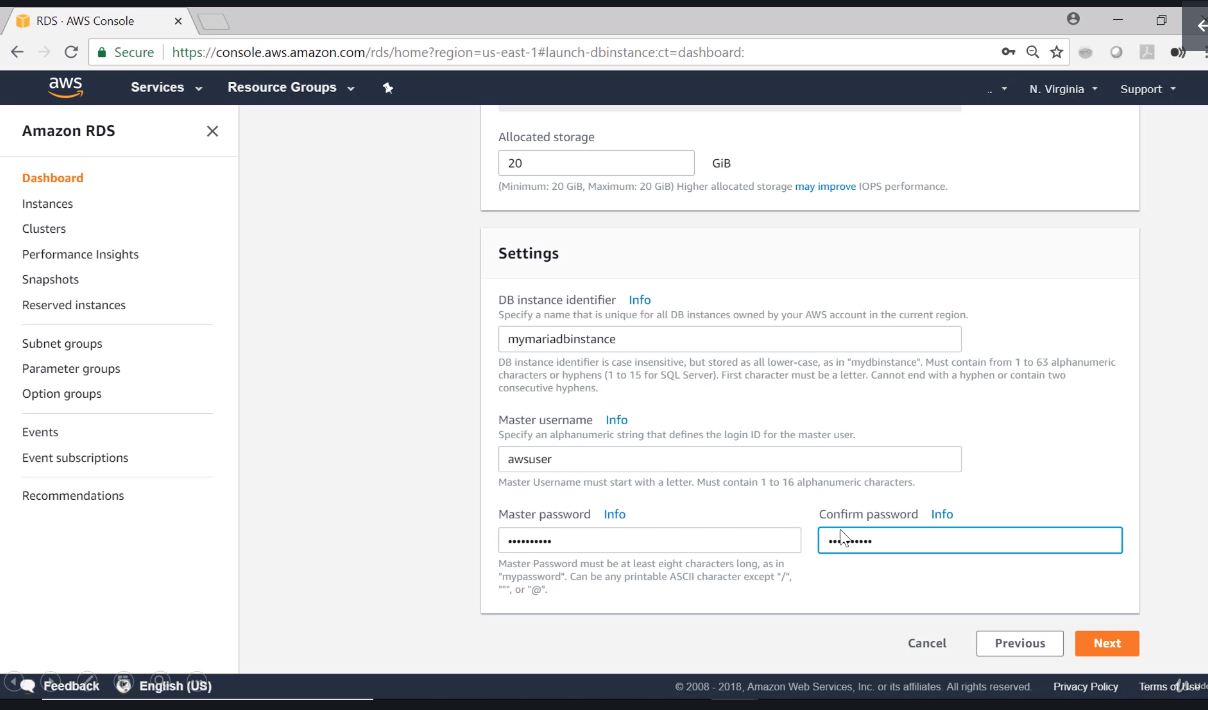 RDS · AWS Console
Secure https://console.aws.amazon.com/rds/home?region=us-east-1#launch-dbinstance:ct=dashboard:
aws Services Resource Groups .. N. Virginia Support
Amazon RDS
Dashboard
Instances
Clusters
Performance Insights
Snapshots
Reserved instances
Subnet groups
Parameter groups
Option groups
Events
Event subscriptions
Recommendations
Allocated storage
20 GiB
(Minimum: 20 GiB, Maximum: 20 GiB) Higher allocated storage may improve IOPS performance.
Settings
DB instance identifier Info
Specify a name that is unique for all DB instances owned by your AWS account in the current region.
mymariadbinstance
DB instance identifier is case insensitive, but stored as all lower-case, as in "mydbinstance". Must contain from 1 to 63 alphanumeric
characters or hyphens (1 to 15 for SQL Server). First character must be a letter. Cannot end with a hyphen or contain two
consecutive hyphens.
Master username Info
Specify an alphanumeric string that defines the login ID for the master user.
awsuser
Master Username must start with a letter. Must contain 1 to 16 alphanumeric characters.
Master password Info Confirm password Info
•••••••••• ••••••••••
Master Password must be at least eight characters long, as in
"mypassword". Can be any printable ASCII character except "/",
""", or "@".
Cancel Previous Next
Feedback English (US) © 2008 - 2018, Amazon Web Services, Inc. or its affiliates. All rights reserved. Privacy Policy Terms of Use